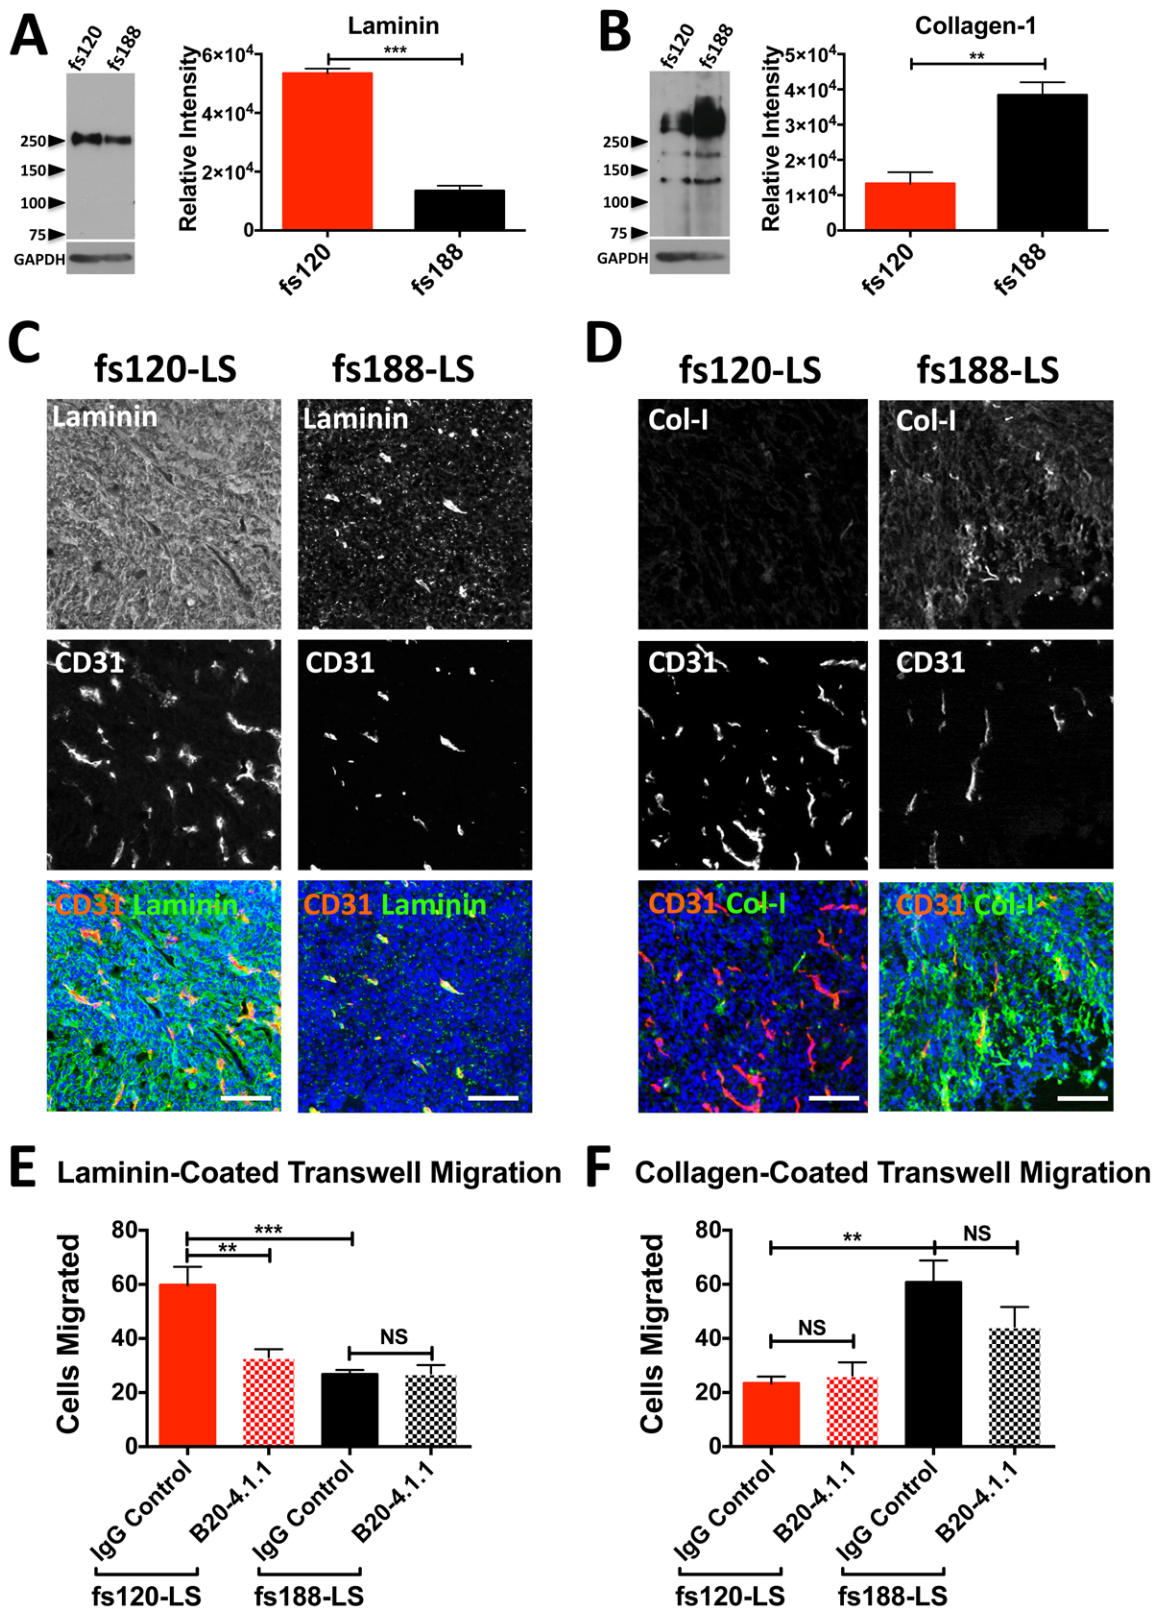 A
fs120
fs188
250
150
100
75
GAPDH
Laminin
***
Relative Intensity
6×10⁴
4×10⁴
2×10⁴
0
fs120
fs188
B
fs120
fs188
250
150
100
75
GAPDH
Collagen-1
**
Relative Intensity
5×10⁴
4×10⁴
3×10⁴
2×10⁴
1×10⁴
0
fs120
fs188
C
fs120-LS
fs188-LS
Laminin
Laminin
CD31
CD31
CD31 Laminin
CD31 Laminin
D
fs120-LS
fs188-LS
Col-I
Col-I
CD31
CD31
CD31 Col-I
CD31 Col-I
E
Laminin-Coated Transwell Migration
Cells Migrated
80
60
40
20
0
***
**
NS
IgG Control
B20-4.1.1
IgG Control
B20-4.1.1
fs120-LS
fs188-LS
F
Collagen-Coated Transwell Migration
Cells Migrated
80
60
40
20
0
**
NS
NS
IgG Control
B20-4.1.1
IgG Control
B20-4.1.1
fs120-LS
fs188-LS